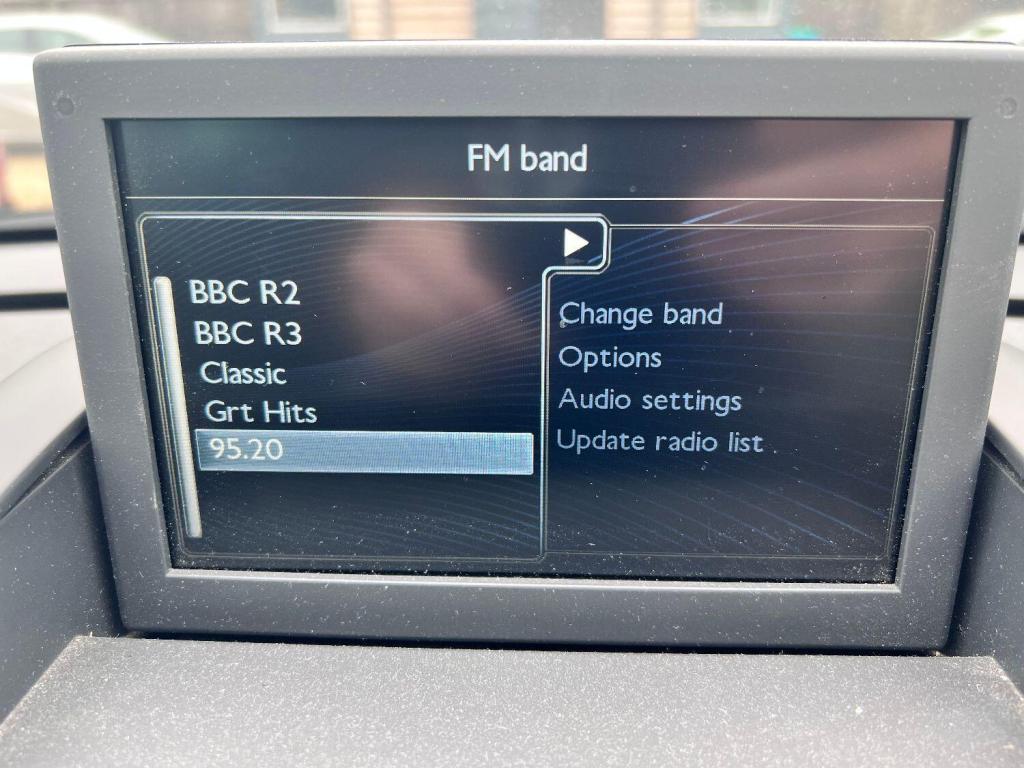 FM band
BBC R2
BBC R3
Classic
Grt Hits
95.20
Change band
Options
Audio settings
Update radio list